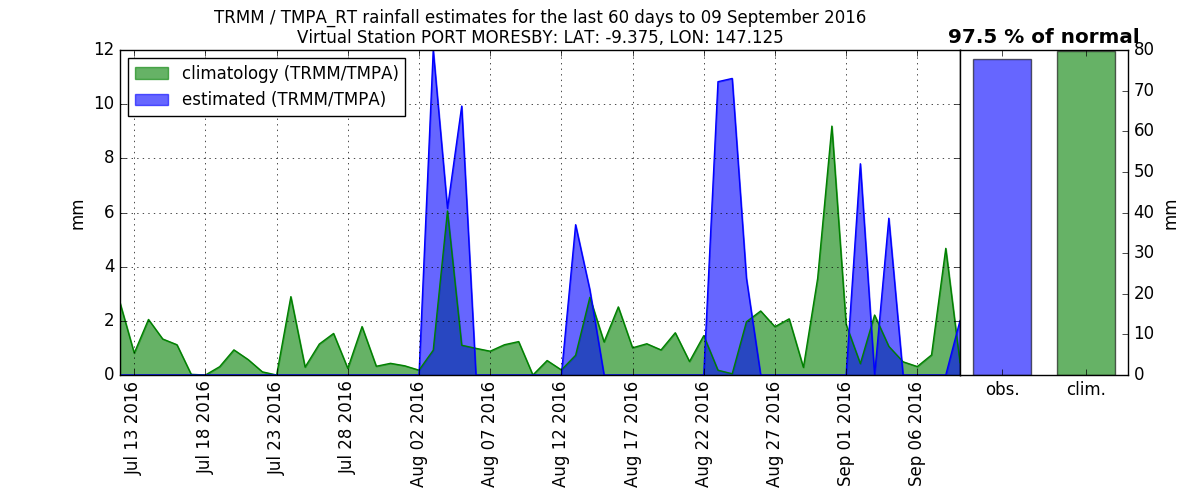 TRMM / TMPA_RT rainfall estimates for the last 60 days to 09 September 2016
Virtual Station PORT MORESBY: LAT: -9.375, LON: 147.125
97.5 % of normal
climatology (TRMM/TMPA)
estimated (TRMM/TMPA)
12
10
8
6
4
2
0
mm
80
70
60
50
40
30
20
10
0
mm
Jul 13 2016
Jul 18 2016
Jul 23 2016
Jul 28 2016
Aug 02 2016
Aug 07 2016
Aug 12 2016
Aug 17 2016
Aug 22 2016
Aug 27 2016
Sep 01 2016
Sep 06 2016
obs.
clim.